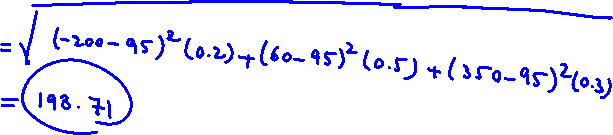 = √(-200-95)²(0.2)+(60-95)²(0.5)+(350-95)²(0.3)
= 198.71